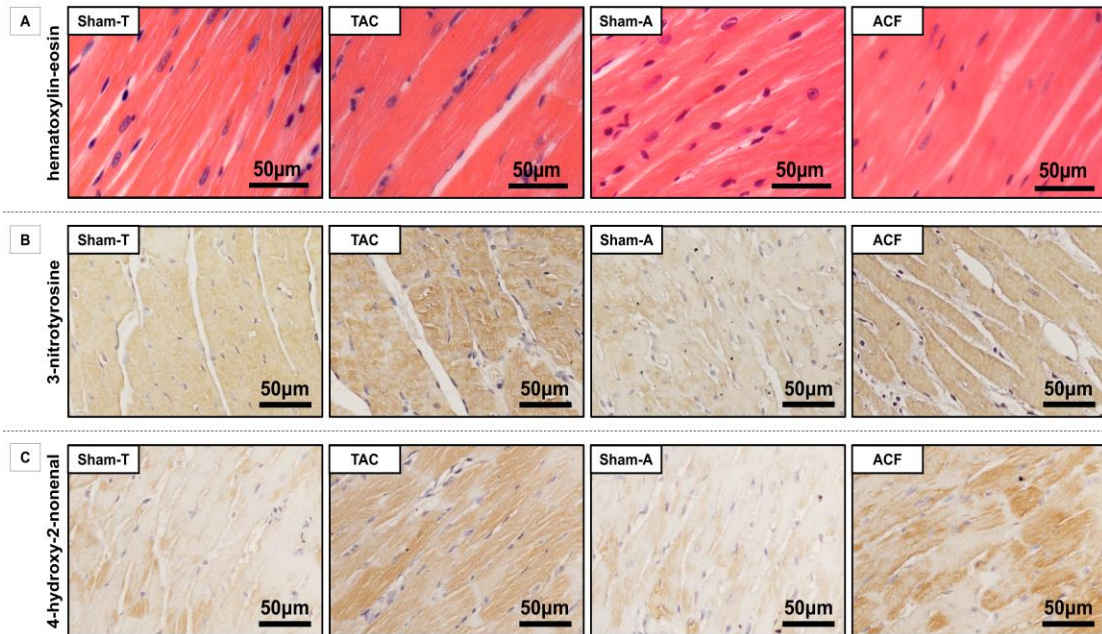 A
hematoxylin-eosin
Sham-T
TAC
Sham-A
ACF
50µm
50µm
50µm
50µm
B
3-nitrotyrosine
Sham-T
TAC
Sham-A
ACF
50µm
50µm
50µm
50µm
C
4-hydroxy-2-nonenal
Sham-T
TAC
Sham-A
ACF
50µm
50µm
50µm
50µm